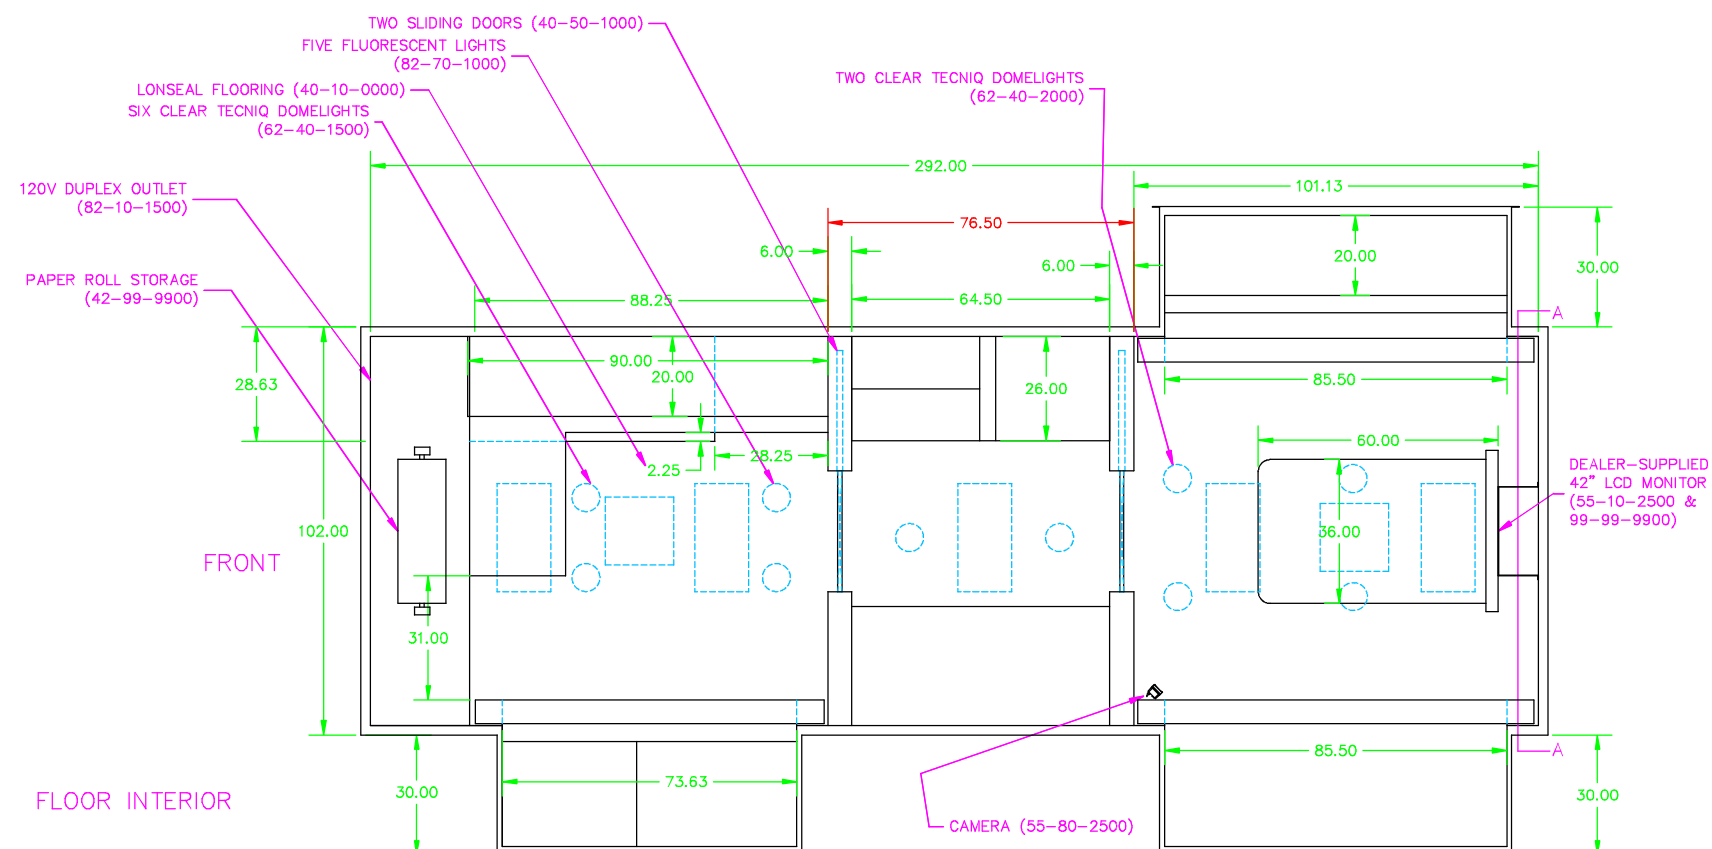 TWO SLIDING DOORS (40-50-1000)
FIVE FLUORESCENT LIGHTS
(82-70-1000)
LONSEAL FLOORING (40-10-0000)
SIX CLEAR TECNIQ DOMELIGHTS
(62-40-1500)
TWO CLEAR TECNIQ DOMELIGHTS
(62-40-2000)
292.00
101.13
120V DUPLEX OUTLET
(82-10-1500)
76.50
6.00
6.00
20.00
30.00
PAPER ROLL STORAGE
(42-99-9900)
88.25
64.50
A
90.00
20.00
28.63
26.00
85.50
60.00
2.25
28.25
DEALER-SUPPLIED
42" LCD MONITOR
(55-10-2500 &
99-99-9900)
102.00
36.00
FRONT
31.00
A
85.50
73.63
30.00
30.00
FLOOR INTERIOR
CAMERA (55-80-2500)